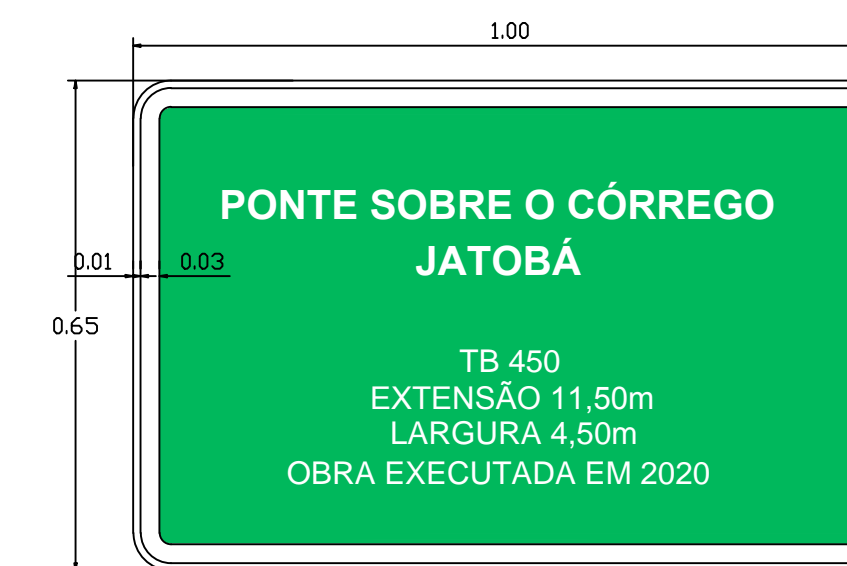 1.00
PONTE SOBRE O CÓRREGO
JATOBÁ
0.01 0.03
0.65
TB 450
EXTENSÃO 11,50m
LARGURA 4,50m
OBRA EXECUTADA EM 2020